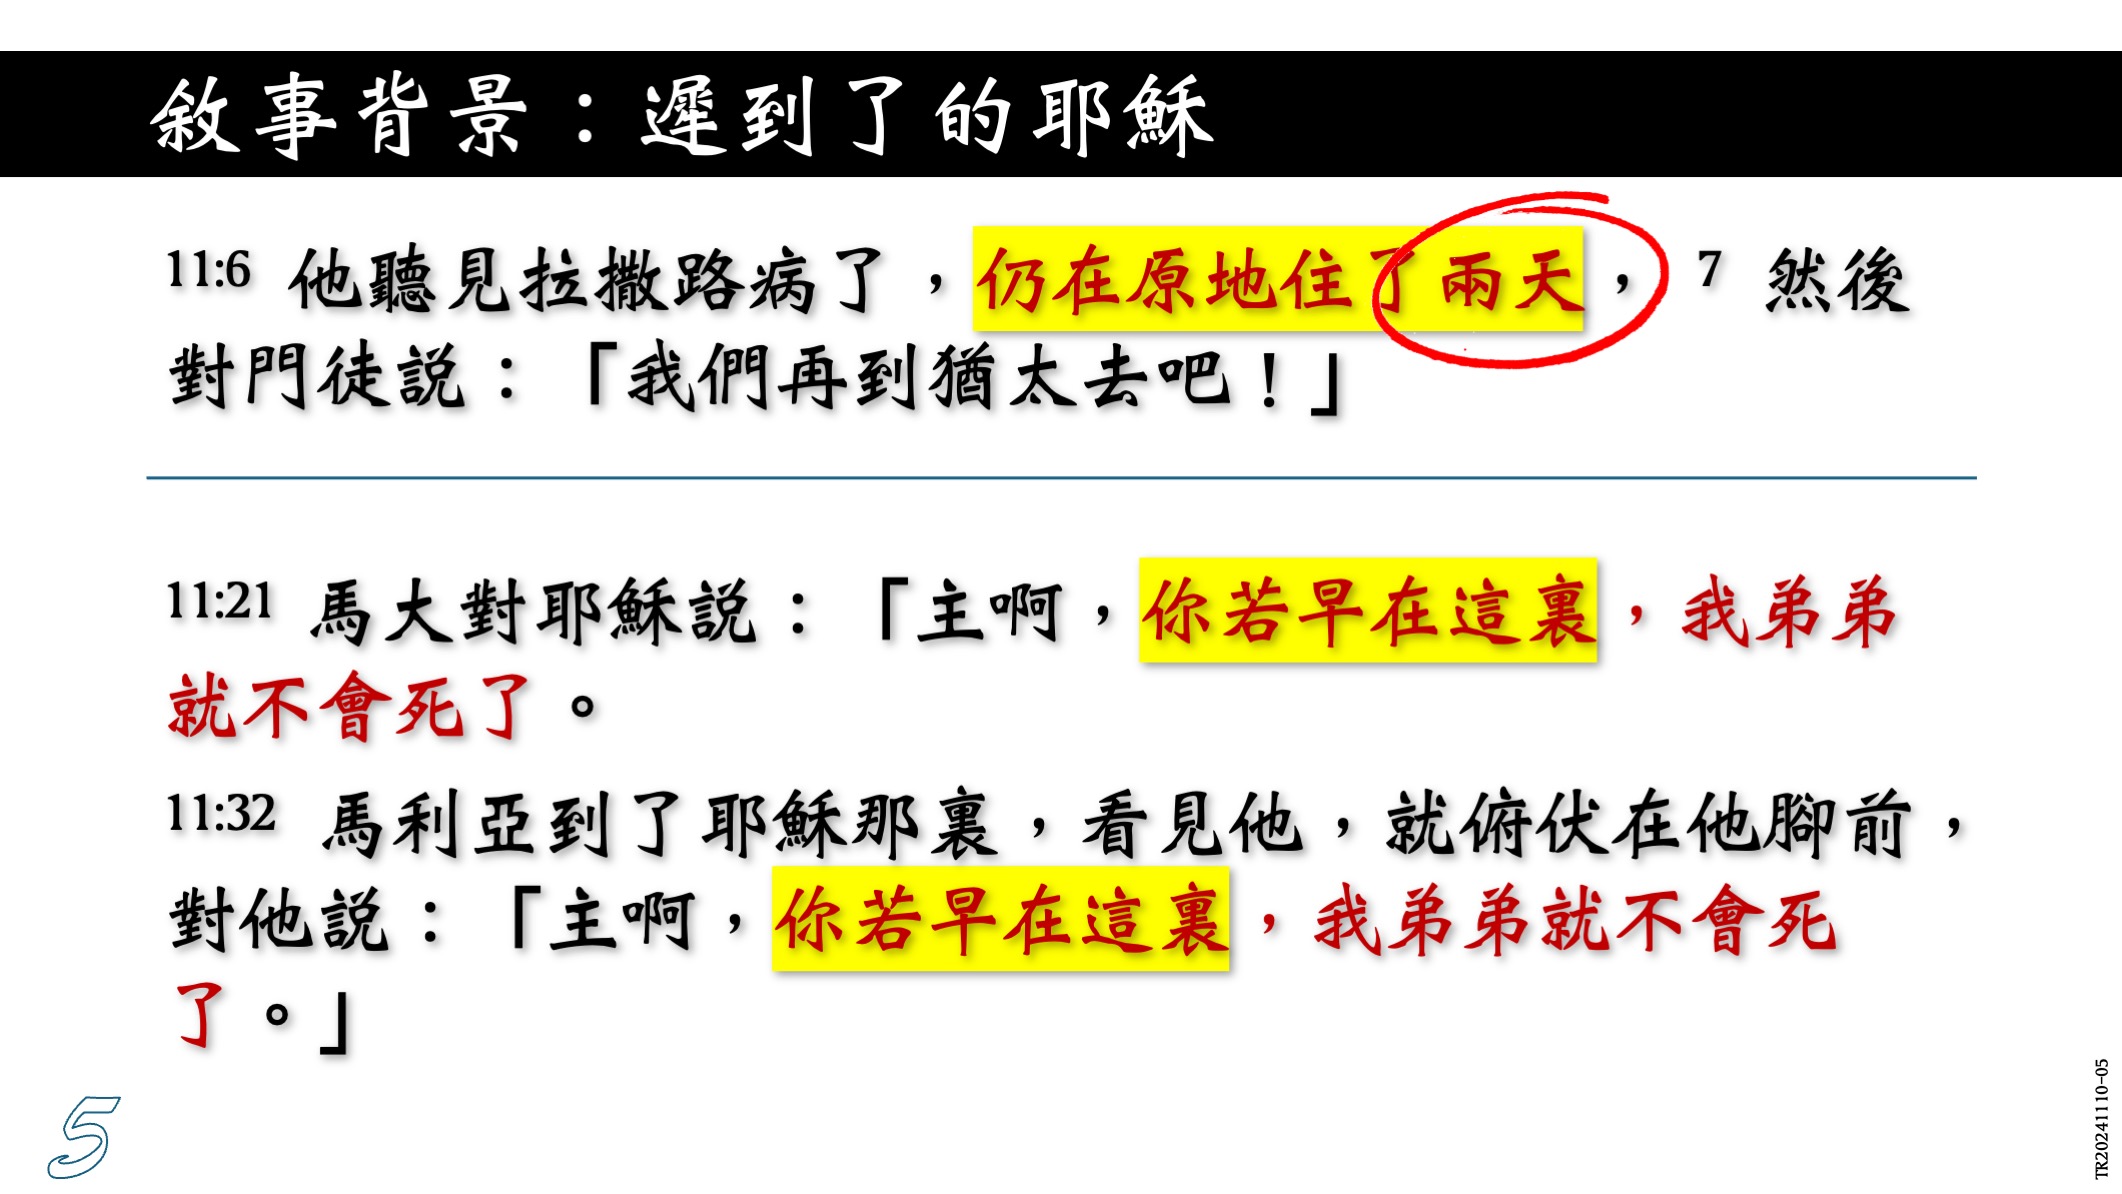 敘事背景：遲到了的耶穌
11:6 他聽見拉撒路病了，仍在原地住了兩天， 7 然後
對門徒説：「我們再到猶太去吧！」
11:21 馬大對耶穌説：「主啊，你若早在這裏，我弟弟
就不會死了。
11:32 馬利亞到了耶穌那裏，看見他，就俯伏在他腳前，
對他説：「主啊，你若早在這裏，我弟弟就不會死
了。」
5
TR20241110-05